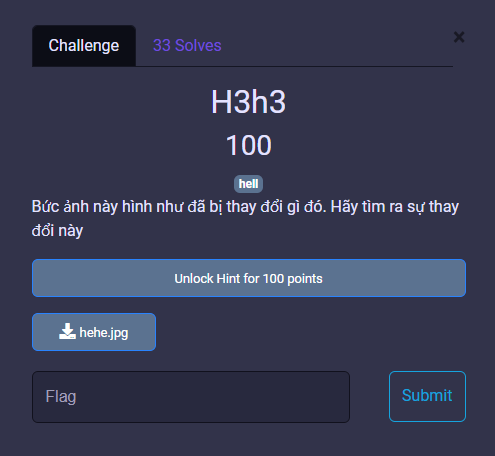 Challenge
33 Solves
×
H3h3
100
hell
Bức ảnh này hình như đã bị thay đổi gì đó. Hãy tìm ra sự thay
đổi này
Unlock Hint for 100 points
hehe.jpg
Flag
Submit